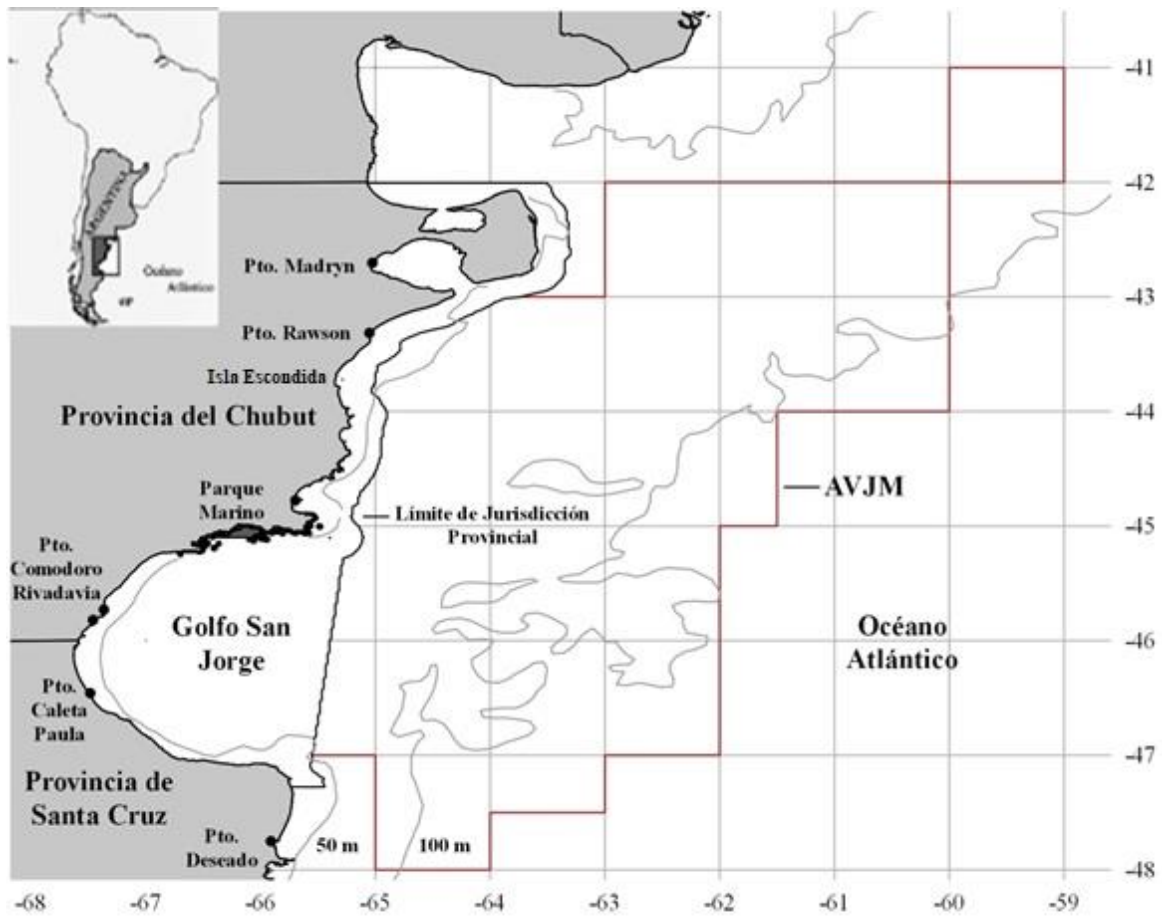 ARGENTINA
Océano
Atlántico
-41
-42
-43
-44
-45
-46
-47
-48
Pto. Madryn
Pto. Rawson
Isla Escondida
Provincia del Chubut
Parque
Marino
Límite de Jurisdicción
Provincial
AVJM
Pto.
Comodoro
Rivadavia
Golfo San
Jorge
Océano
Atlántico
Pto.
Caleta
Paula
Provincia de
Santa Cruz
Pto.
Deseado
50 m
100 m
-68
-67
-66
-65
-64
-63
-62
-61
-60
-59